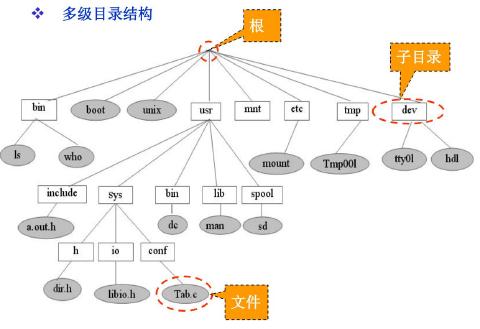 ❖ 多级目录结构
根
子目录
bin
boot
unix
usr
mnt
etc
tmp
dev
ls
who
mount
Tmp00l
tty0l
hdl
include
sys
bin
lib
spool
a.out.h
dc
man
sd
h
io
conf
dir.h
libio.h
Tab.c
文件